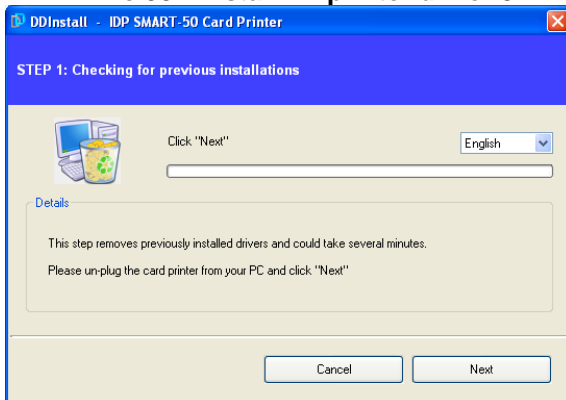 DDInstall - IDP SMART-50 Card Printer
STEP 1: Checking for previous installations
Click "Next"
English
Details
This step removes previously installed drivers and could take several minutes.
Please un-plug the card printer from your PC and click "Next"
Cancel
Next